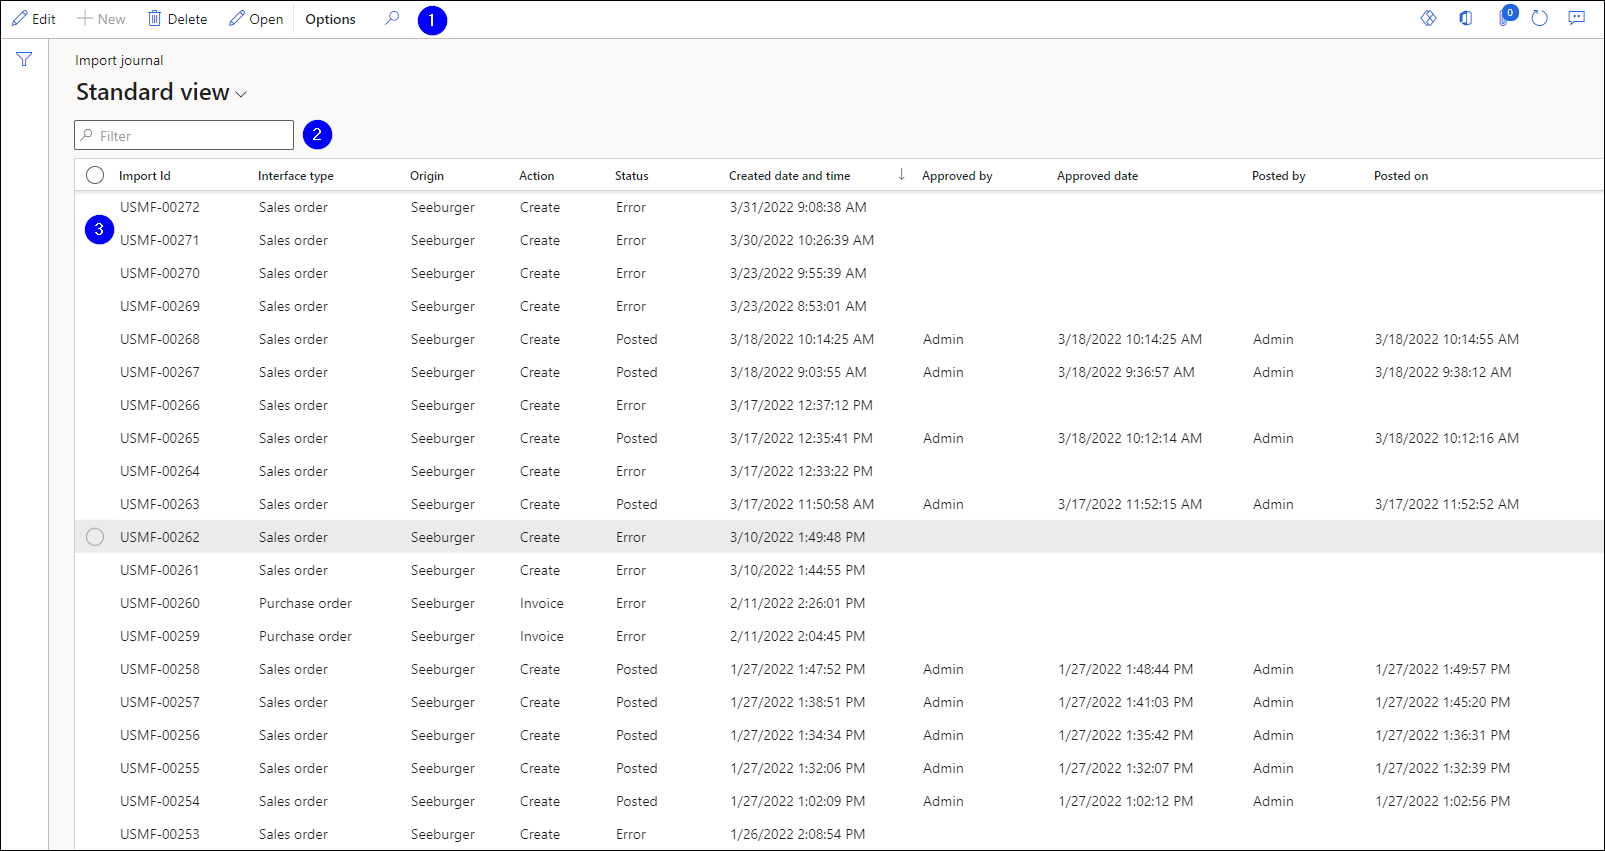 Edit New Delete Open Options 1 0
Import journal
Standard view
Filter 2
Import Id Interface type Origin Action Status Created date and time Approved by Approved date Posted by Posted on
USMF-00272 Sales order Seeburger Create Error 3/31/2022 9:08:38 AM
3
USMF-00271 Sales order Seeburger Create Error 3/30/2022 10:26:39 AM
USMF-00270 Sales order Seeburger Create Error 3/23/2022 9:55:39 AM
USMF-00269 Sales order Seeburger Create Error 3/23/2022 8:53:01 AM
USMF-00268 Sales order Seeburger Create Posted 3/18/2022 10:14:25 AM Admin 3/18/2022 10:14:25 AM Admin 3/18/2022 10:14:55 AM
USMF-00267 Sales order Seeburger Create Posted 3/18/2022 9:03:55 AM Admin 3/18/2022 9:36:57 AM Admin 3/18/2022 9:38:12 AM
USMF-00266 Sales order Seeburger Create Error 3/17/2022 12:37:12 PM
USMF-00265 Sales order Seeburger Create Posted 3/17/2022 12:35:41 PM Admin 3/18/2022 10:12:14 AM Admin 3/18/2022 10:12:16 AM
USMF-00264 Sales order Seeburger Create Error 3/17/2022 12:33:22 PM
USMF-00263 Sales order Seeburger Create Posted 3/17/2022 11:50:58 AM Admin 3/17/2022 11:52:15 AM Admin 3/17/2022 11:52:52 AM
USMF-00262 Sales order Seeburger Create Error 3/10/2022 1:49:48 PM
USMF-00261 Sales order Seeburger Create Error 3/10/2022 1:44:55 PM
USMF-00260 Purchase order Seeburger Invoice Error 2/11/2022 2:26:01 PM
USMF-00259 Purchase order Seeburger Invoice Error 2/11/2022 2:04:45 PM
USMF-00258 Sales order Seeburger Create Posted 1/27/2022 1:47:52 PM Admin 1/27/2022 1:48:44 PM Admin 1/27/2022 1:49:57 PM
USMF-00257 Sales order Seeburger Create Posted 1/27/2022 1:38:51 PM Admin 1/27/2022 1:41:03 PM Admin 1/27/2022 1:45:20 PM
USMF-00256 Sales order Seeburger Create Posted 1/27/2022 1:34:34 PM Admin 1/27/2022 1:35:42 PM Admin 1/27/2022 1:36:31 PM
USMF-00255 Sales order Seeburger Create Posted 1/27/2022 1:32:06 PM Admin 1/27/2022 1:32:07 PM Admin 1/27/2022 1:32:39 PM
USMF-00254 Sales order Seeburger Create Posted 1/27/2022 1:02:09 PM Admin 1/27/2022 1:02:12 PM Admin 1/27/2022 1:02:56 PM
USMF-00253 Sales order Seeburger Create Error 1/26/2022 2:08:54 PM